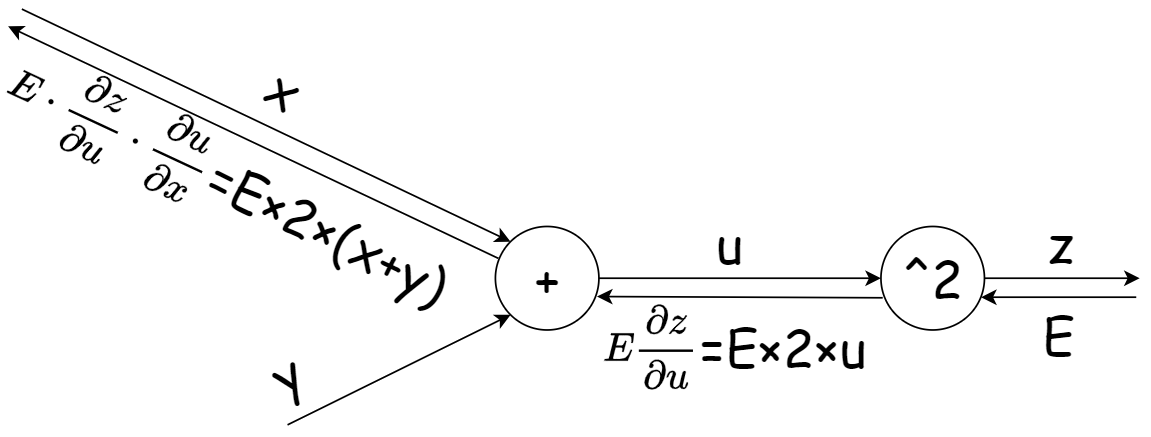 x
E · ∂z/∂u · ∂u/∂x =E×2×(x+y)
+
u
^2
z
E ∂z/∂u =E×2×u
E
y